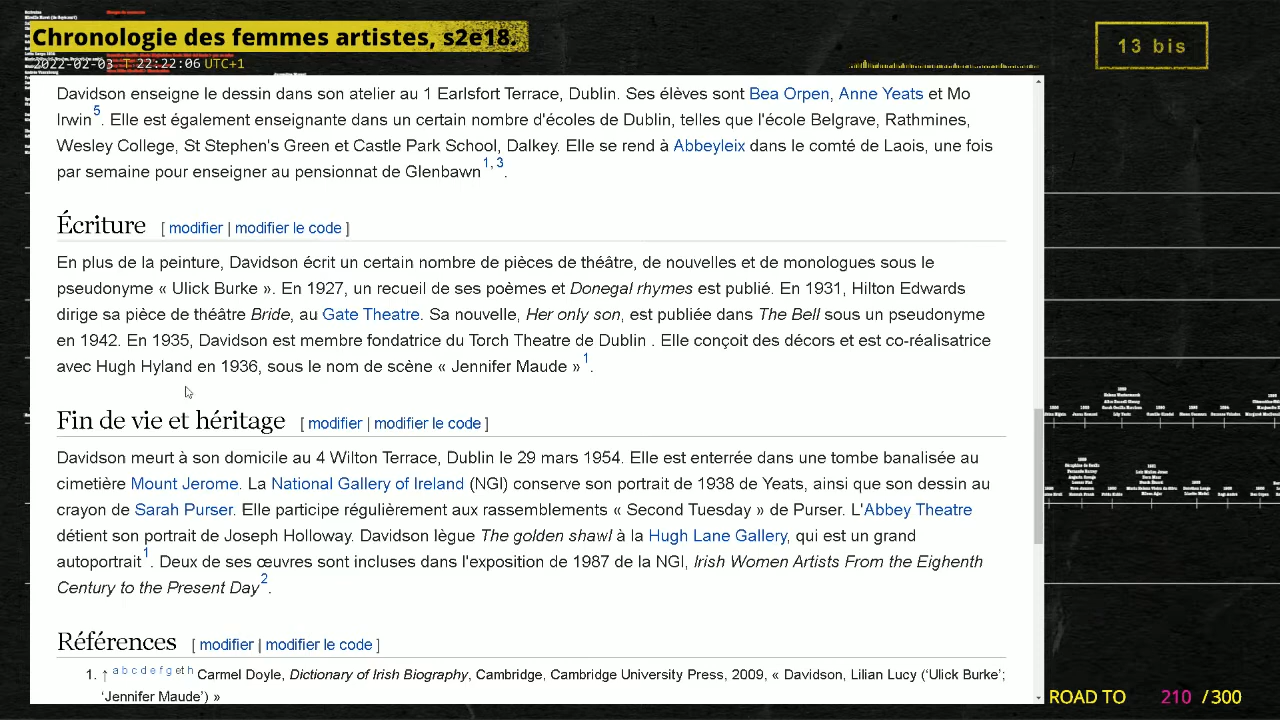 Chronologie des femmes artistes, s2e18.
2022-02-03 T 22:22:06 UTC+1
13 bis
Davidson enseigne le dessin dans son atelier au 1 Earlsfort Terrace, Dublin. Ses élèves sont Bea Orpen, Anne Yeats et Mo
Irwin5. Elle est également enseignante dans un certain nombre d'écoles de Dublin, telles que l'école Belgrave, Rathmines,
Wesley College, St Stephen's Green et Castle Park School, Dalkey. Elle se rend à Abbeyleix dans le comté de Laois, une fois
par semaine pour enseigner au pensionnat de Glenbawn1, 3.
Écriture [ modifier | modifier le code ]
En plus de la peinture, Davidson écrit un certain nombre de pièces de théâtre, de nouvelles et de monologues sous le
pseudonyme « Ulick Burke ». En 1927, un recueil de ses poèmes et Donegal rhymes est publié. En 1931, Hilton Edwards
dirige sa pièce de théâtre Bride, au Gate Theatre. Sa nouvelle, Her only son, est publiée dans The Bell sous un pseudonyme
en 1942. En 1935, Davidson est membre fondatrice du Torch Theatre de Dublin . Elle conçoit des décors et est co-réalisatrice
avec Hugh Hyland en 1936, sous le nom de scène « Jennifer Maude »1.
Fin de vie et héritage [ modifier | modifier le code ]
Davidson meurt à son domicile au 4 Wilton Terrace, Dublin le 29 mars 1954. Elle est enterrée dans une tombe banalisée au
cimetière Mount Jerome. La National Gallery of Ireland (NGI) conserve son portrait de 1938 de Yeats, ainsi que son dessin au
crayon de Sarah Purser. Elle participe régulièrement aux rassemblements « Second Tuesday » de Purser. L'Abbey Theatre
détient son portrait de Joseph Holloway. Davidson lègue The golden shawl à la Hugh Lane Gallery, qui est un grand
autoportrait1. Deux de ses œuvres sont incluses dans l'exposition de 1987 de la NGI, Irish Women Artists From the Eighenth
Century to the Present Day2.
Références [ modifier | modifier le code ]
1. ↑ a b c d e f g et h Carmel Doyle, Dictionary of Irish Biography, Cambridge, Cambridge University Press, 2009, « Davidson, Lilian Lucy ('Ulick Burke';
'Jennifer Maude') »
ROAD TO 210 / 300